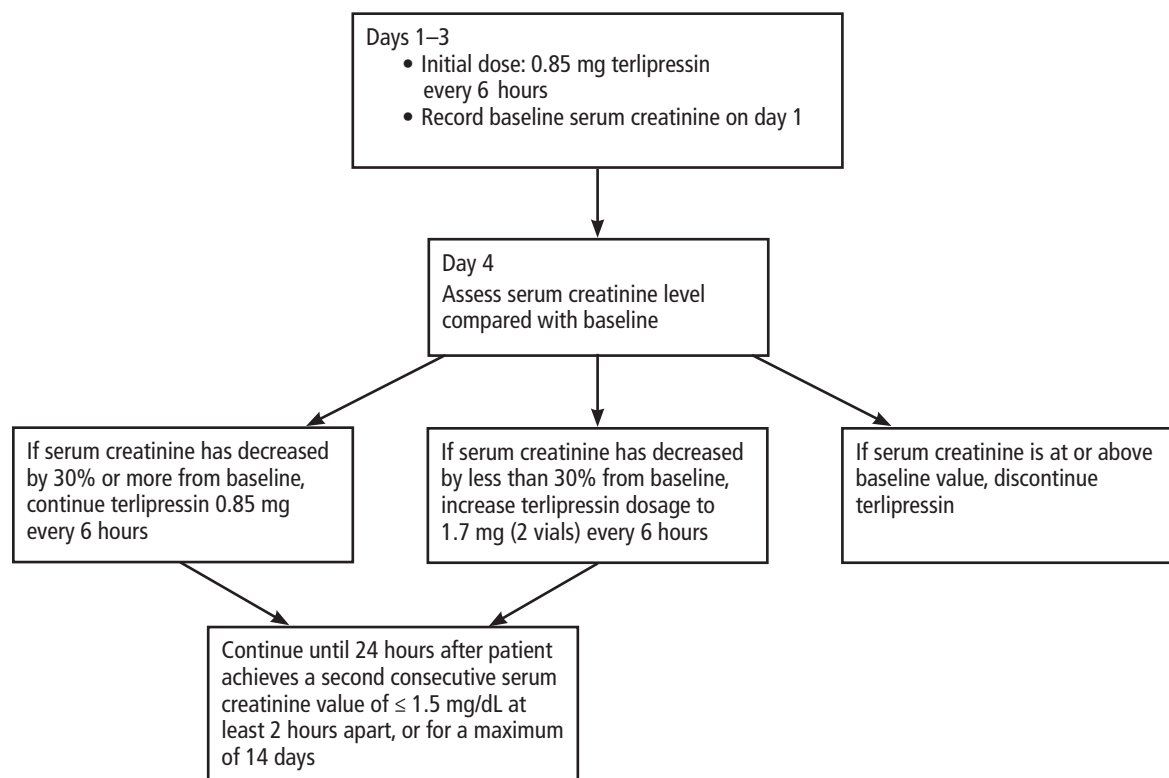 Days 1–3
• Initial dose: 0.85 mg terlipressin
every 6 hours
• Record baseline serum creatinine on day 1
Day 4
Assess serum creatinine level
compared with baseline
If serum creatinine has decreased
by 30% or more from baseline,
continue terlipressin 0.85 mg
every 6 hours
If serum creatinine has decreased
by less than 30% from baseline,
increase terlipressin dosage to
1.7 mg (2 vials) every 6 hours
If serum creatinine is at or above
baseline value, discontinue
terlipressin
Continue until 24 hours after patient
achieves a second consecutive serum
creatinine value of ≤ 1.5 mg/dL at
least 2 hours apart, or for a maximum
of 14 days